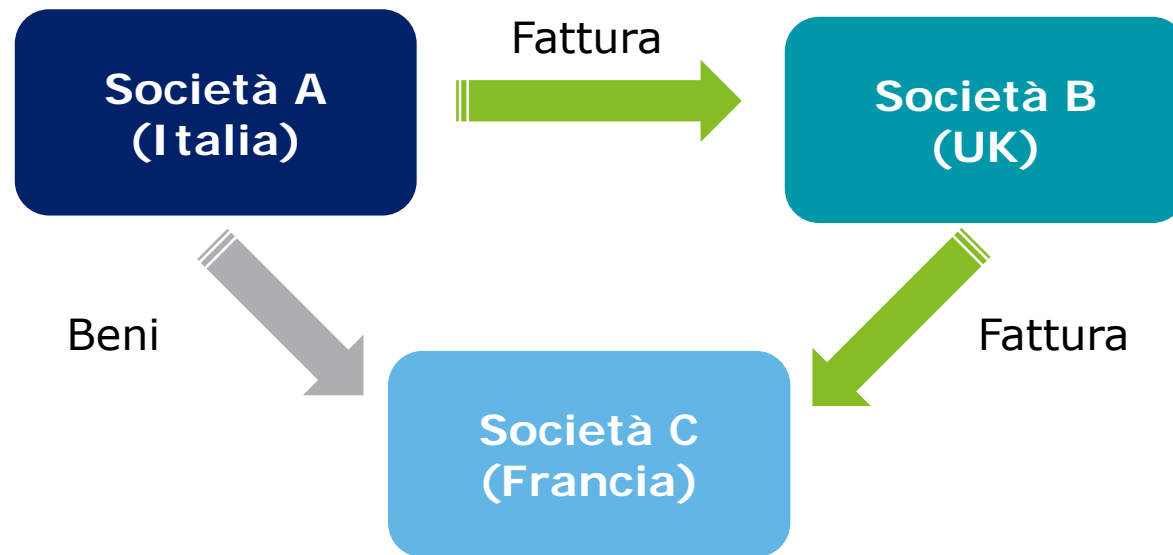 Fattura
Società A
(Italia)
Società B
(UK)
Beni
Fattura
Società C
(Francia)